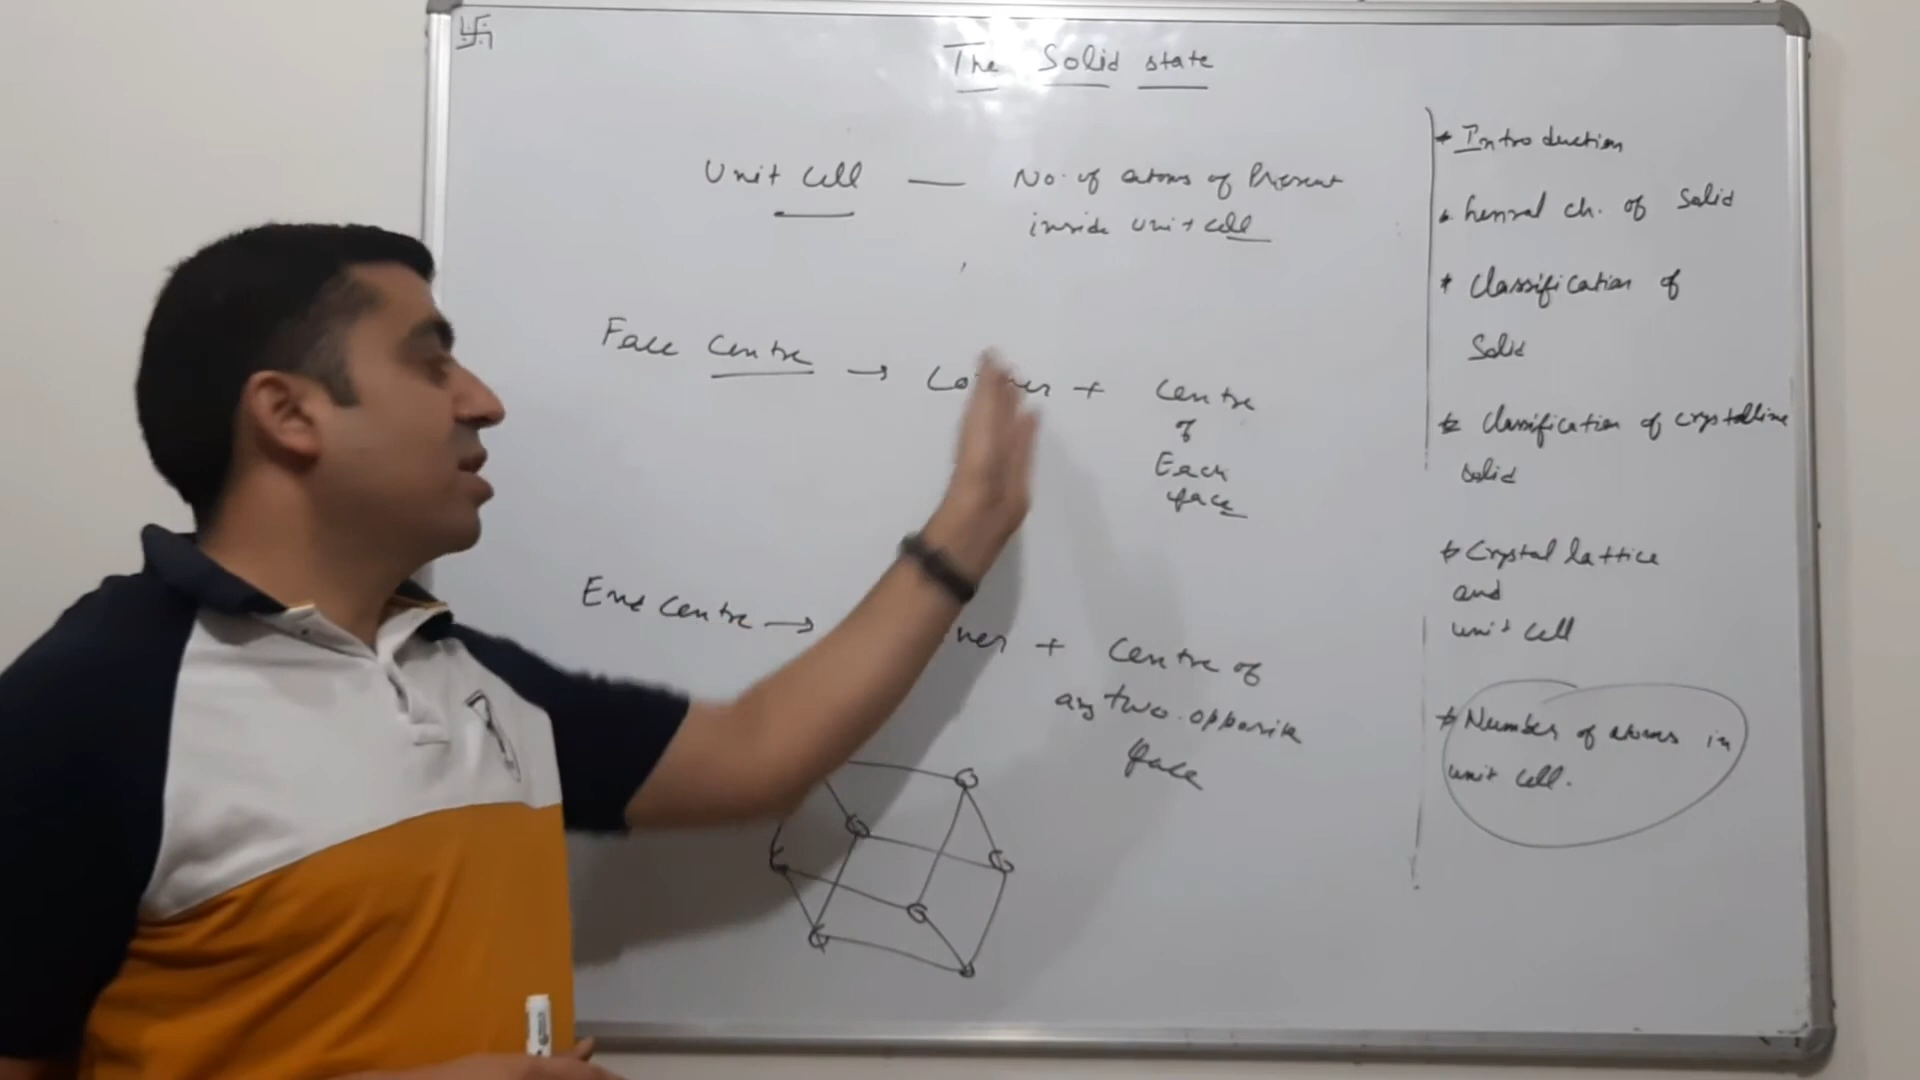 The Solid state
Unit cell — No. of atoms of Present
inside unit cell
Face Centre → Corner + Centre
of
Each
face
End Centre → ner + Centre of
any two opposite
face
* Introduction
* General ch. of Solid
* Classification of
Solid
* Classification of crystalline
solid
* Crystal lattice
and
unit cell
* Number of atoms in
unit cell.